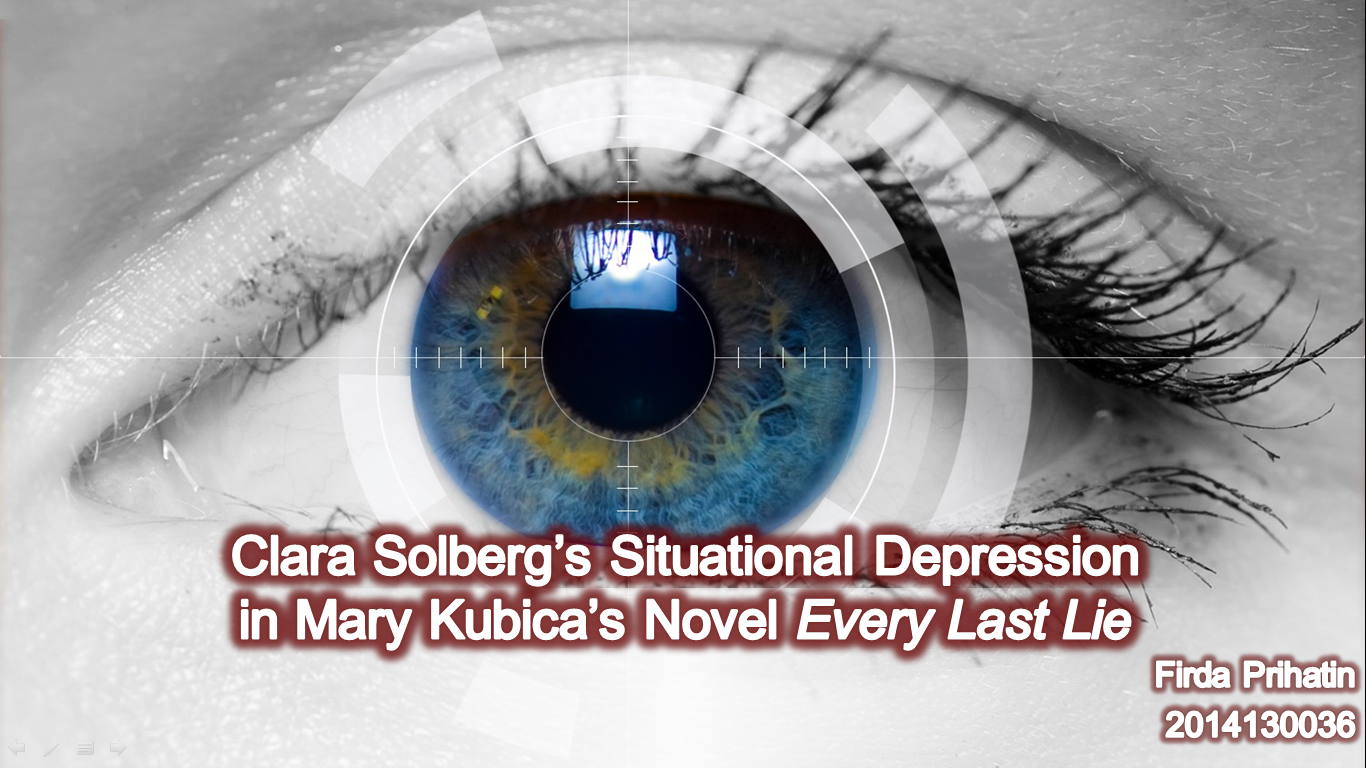 Clara Solberg’s Situational Depression
in Mary Kubica’s Novel Every Last Lie
Firda Prihatin
2014130036